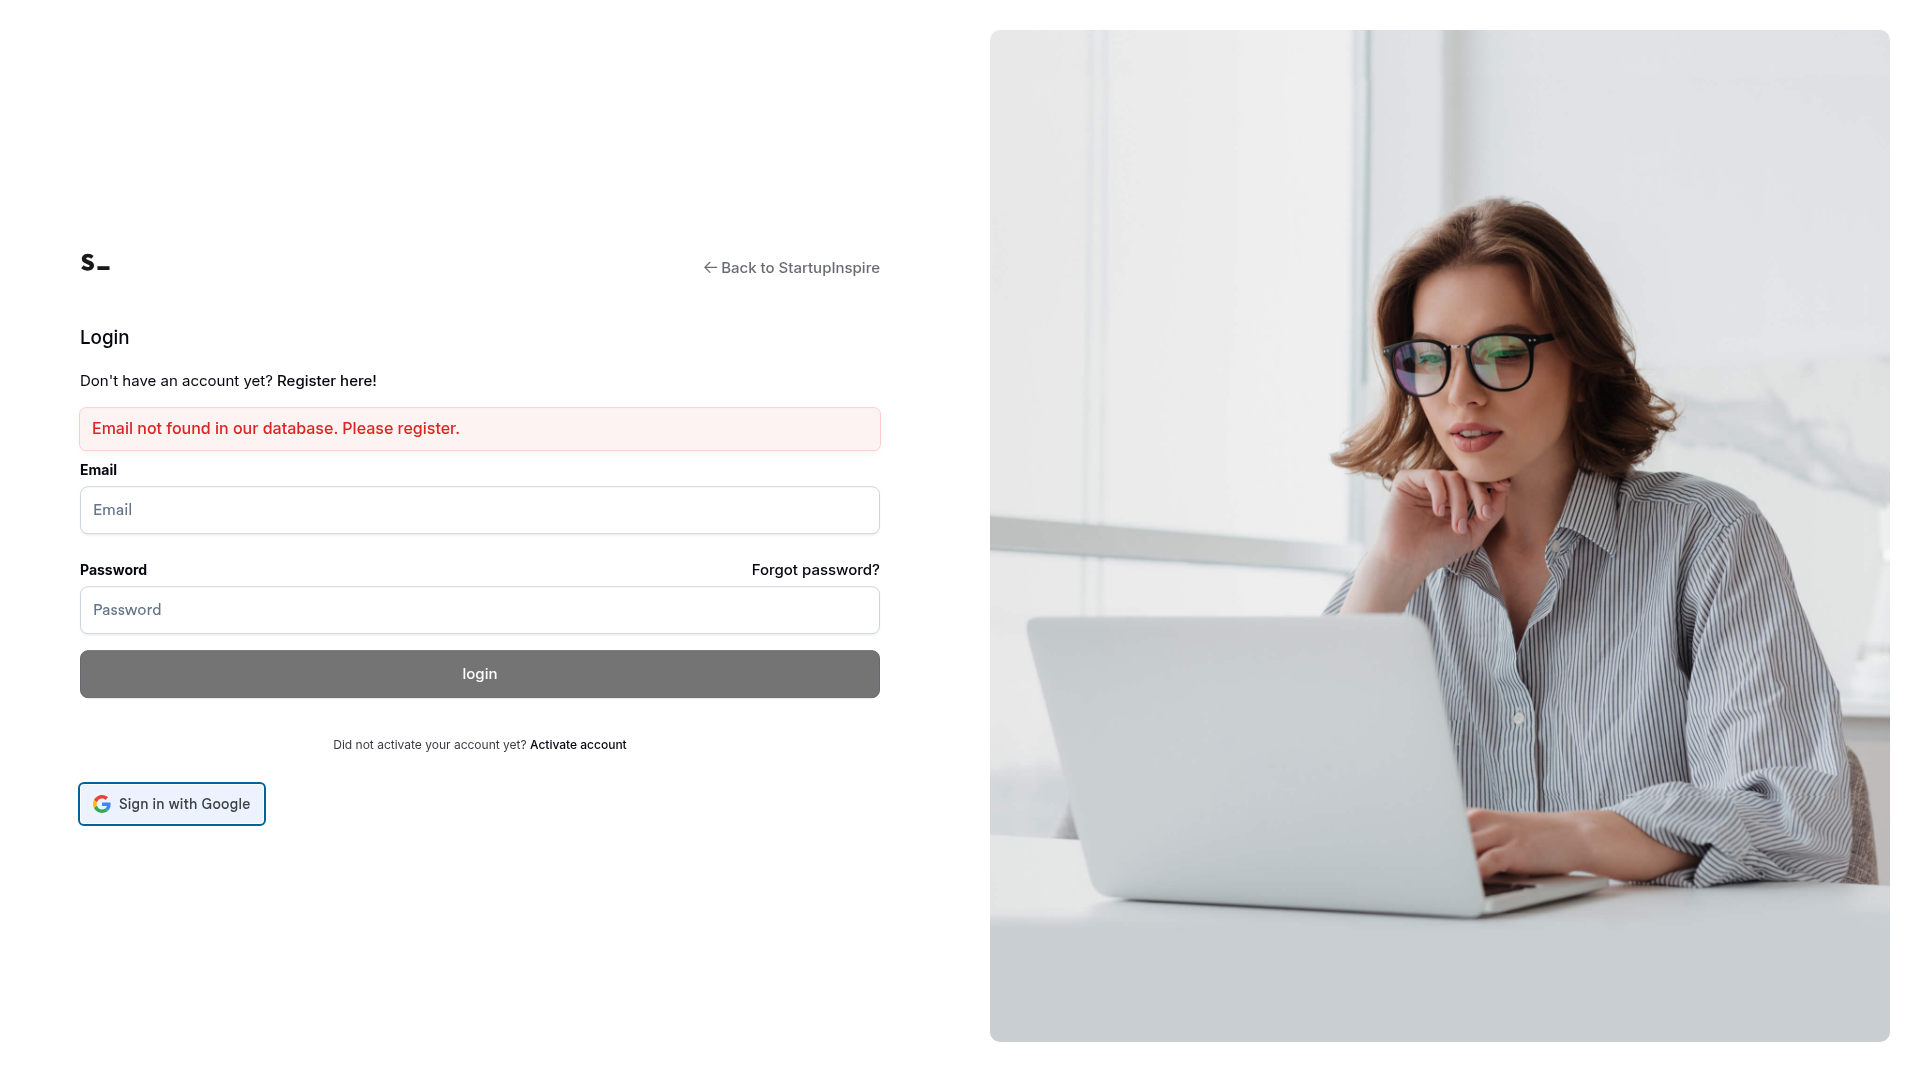 S_
← Back to StartupInspire
Login
Don't have an account yet? Register here!
Email not found in our database. Please register.
Email
Email
Password
Forgot password?
Password
login
Did not activate your account yet? Activate account
Sign in with Google